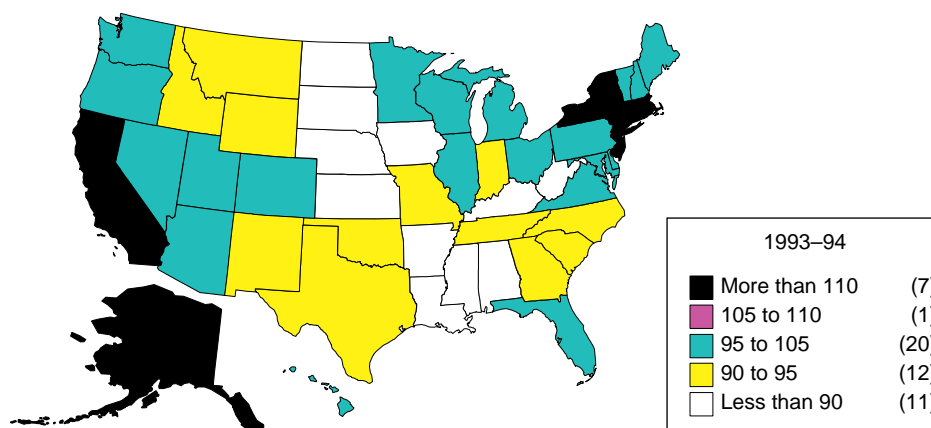 1993–94
More than 110 (7)
105 to 110 (1)
95 to 105 (20)
90 to 95 (12)
Less than 90 (11)